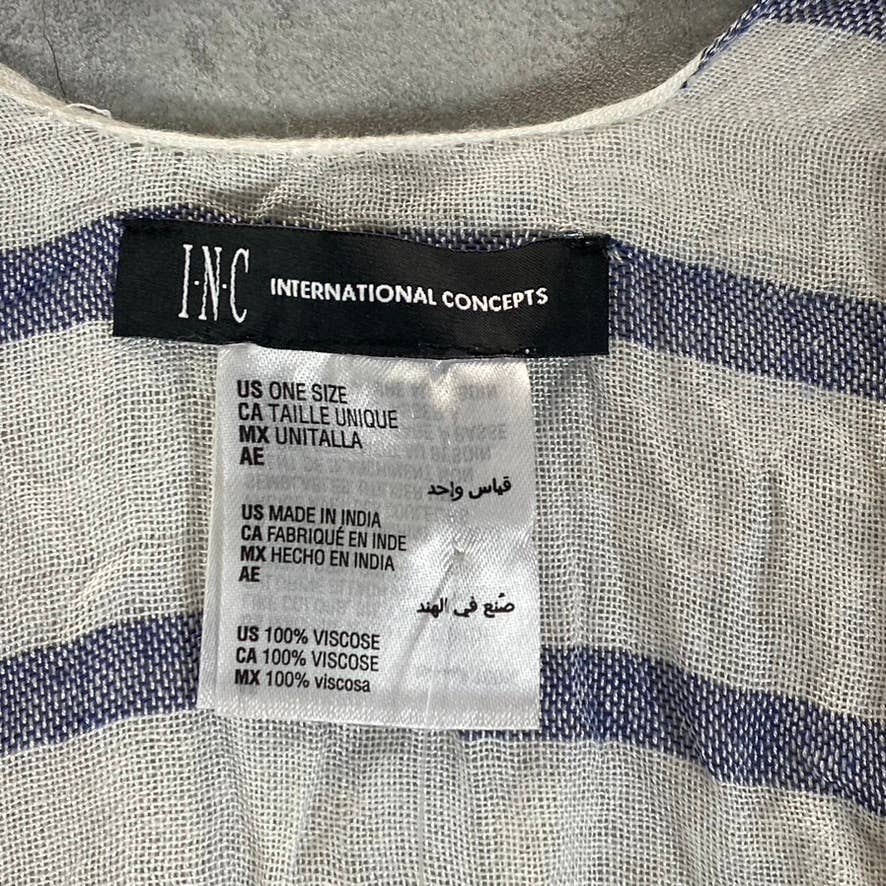 I·N·C INTERNATIONAL CONCEPTS
US ONE SIZE
CA TAILLE UNIQUE
MX UNITALLA
AE
قياس واحد
US MADE IN INDIA
CA FABRIQUÉ EN INDE
MX HECHO EN INDIA
AE
صّنع في الهند
US 100% VISCOSE
CA 100% VISCOSE
MX 100% viscosa